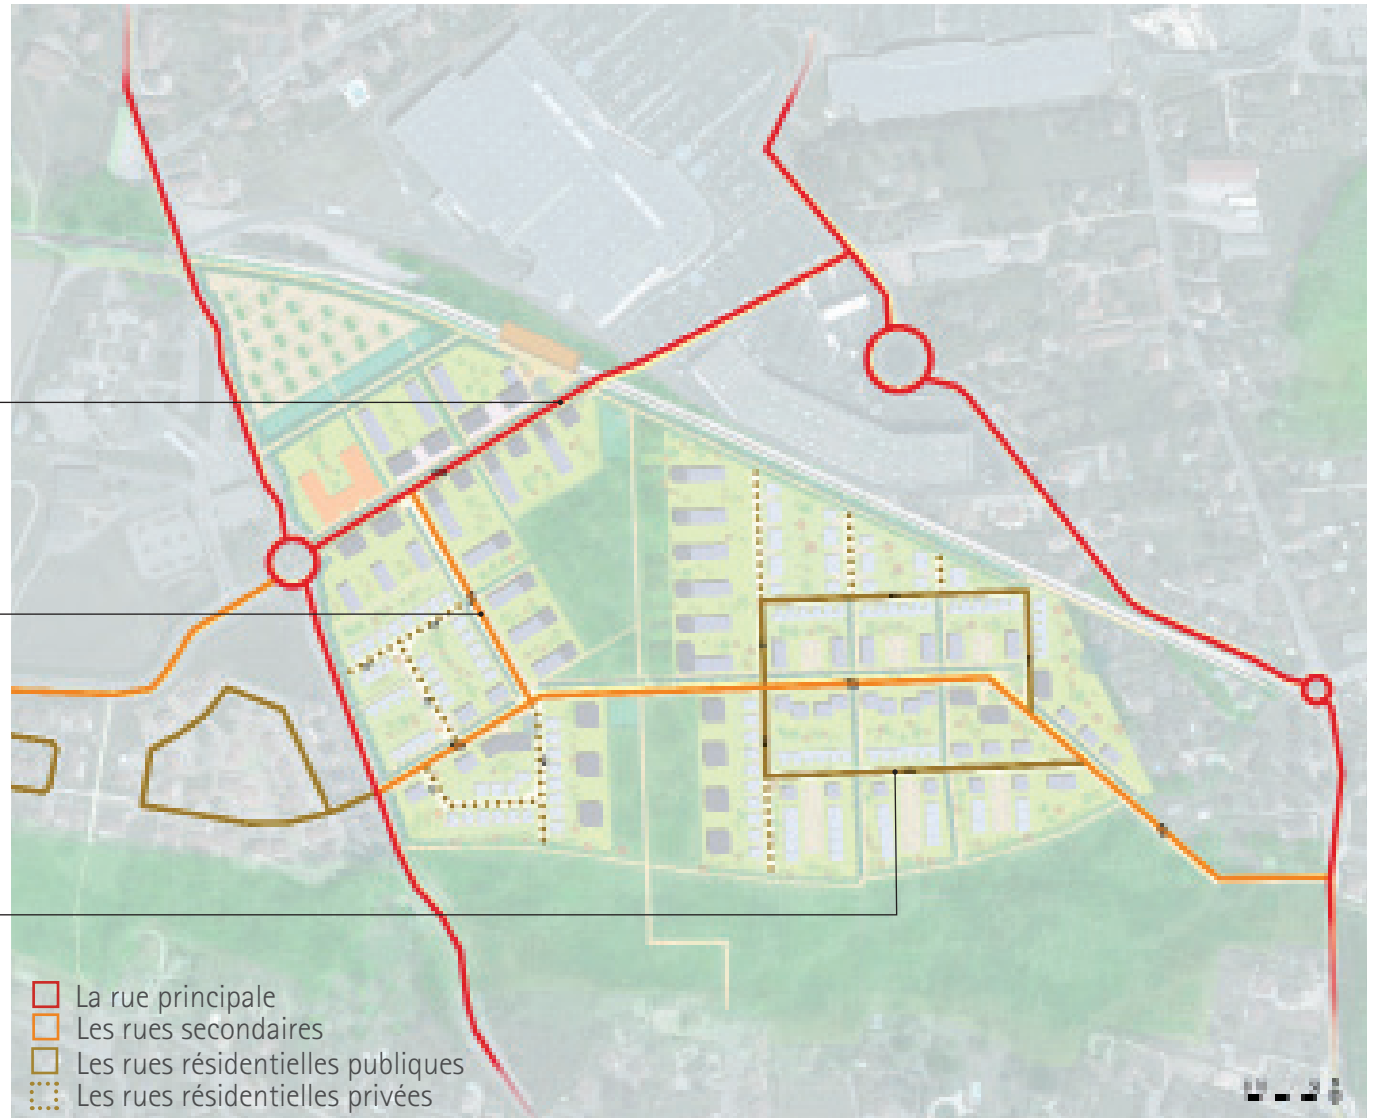 La rue principale
Les rues secondaires
Les rues résidentielles publiques
Les rues résidentielles privées